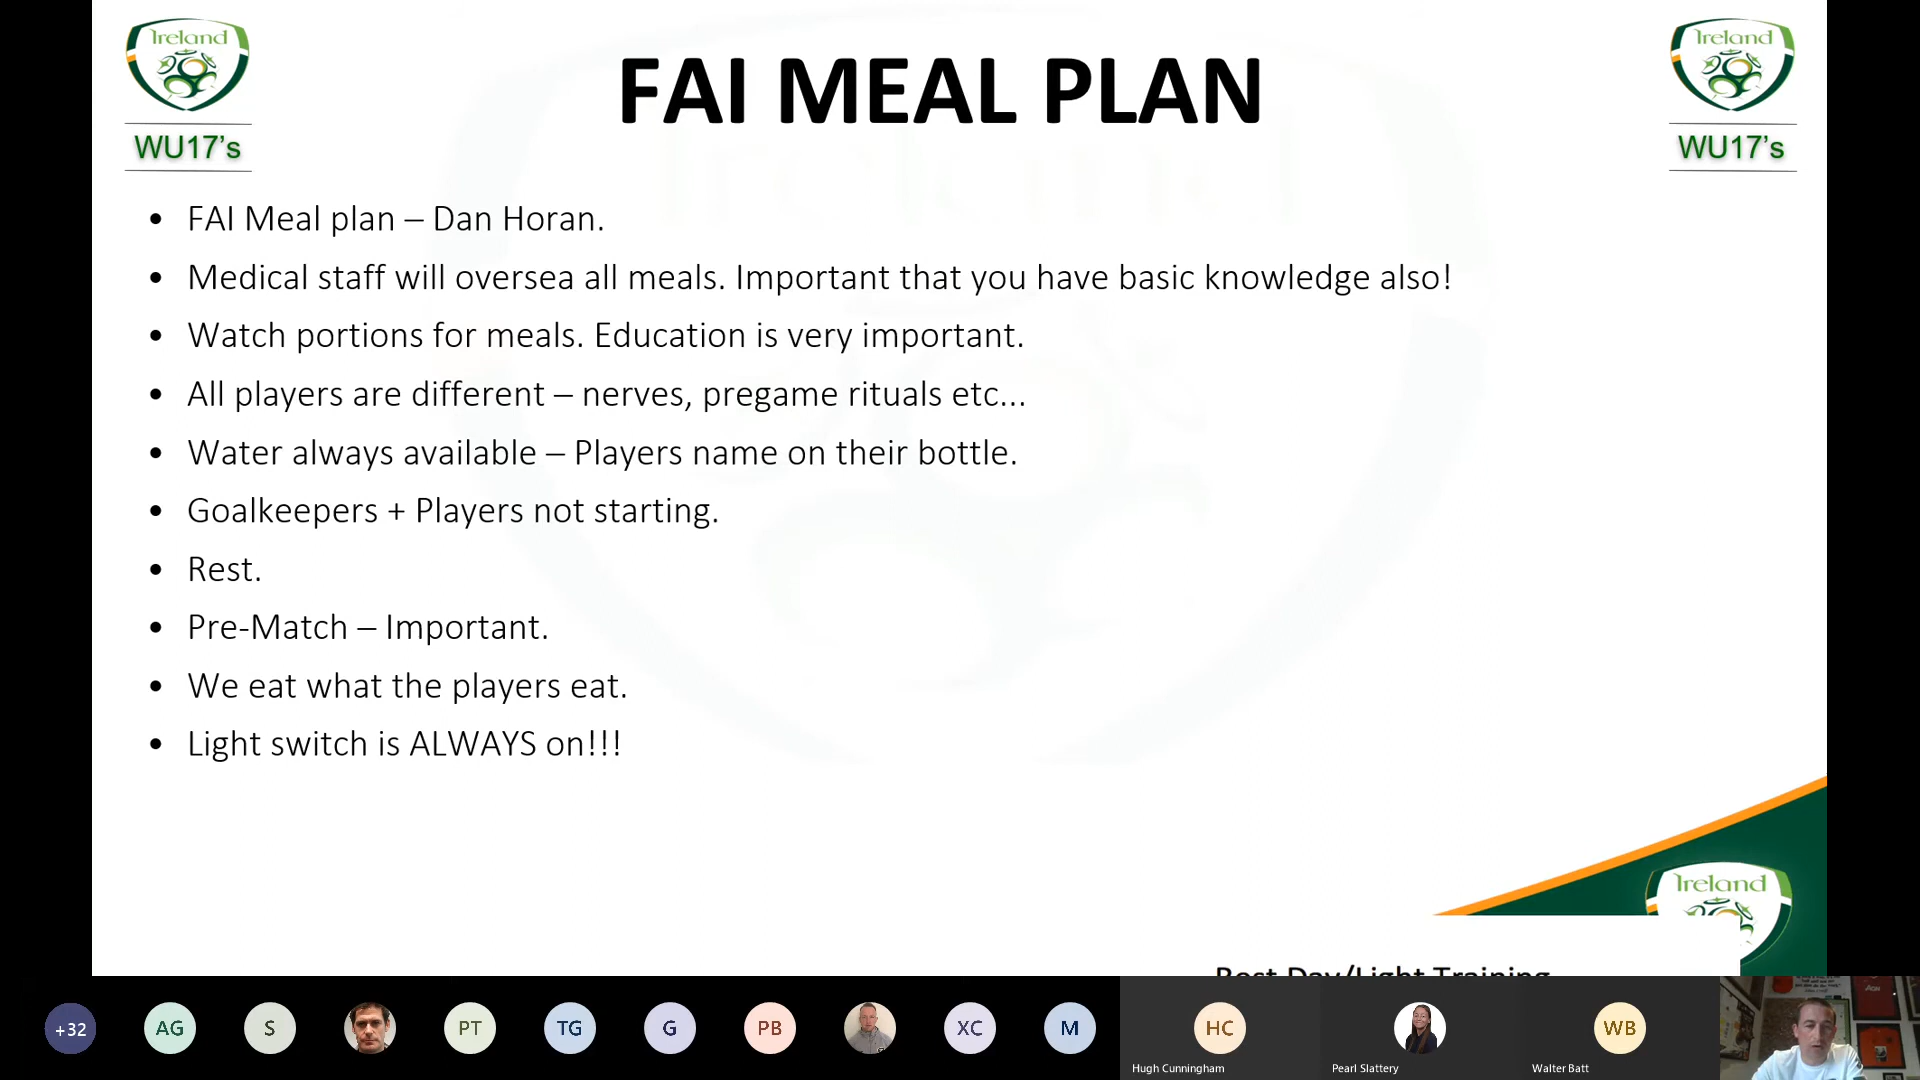 Ireland
WU17's
FAI MEAL PLAN
Ireland
WU17's
• FAI Meal plan – Dan Horan.
• Medical staff will oversea all meals. Important that you have basic knowledge also!
• Watch portions for meals. Education is very important.
• All players are different – nerves, pregame rituals etc...
• Water always available – Players name on their bottle.
• Goalkeepers + Players not starting.
• Rest.
• Pre-Match – Important.
• We eat what the players eat.
• Light switch is ALWAYS on!!!
Ireland
+32
AG
S
PT
TG
G
PB
XC
M
HC
WB
Hugh Cunningham
Pearl Slattery
Walter Batt